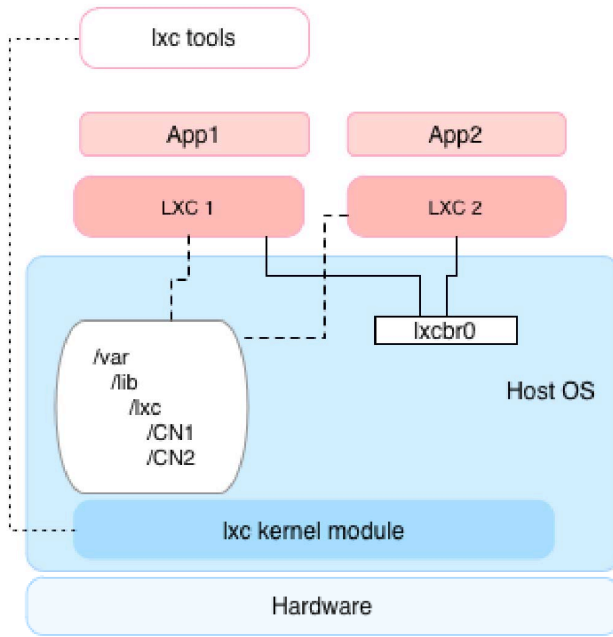 lxc tools
App1
App2
LXC 1
LXC 2
lxcbr0
/var
/lib
/lxc
/CN1
/CN2
Host OS
lxc kernel module
Hardware